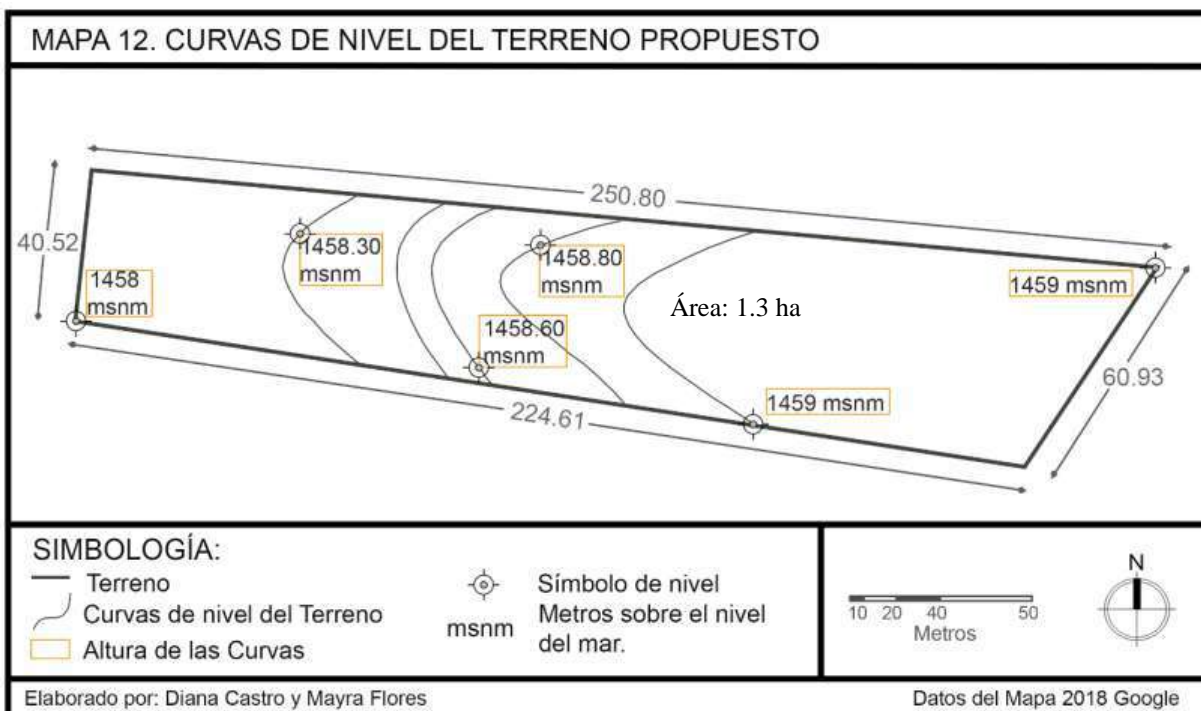 MAPA 12. CURVAS DE NIVEL DEL TERRENO PROPUESTO
250.80
40.52
1458
msnm
1458.30
msnm
1458.80
msnm
1459 msnm
Área: 1.3 ha
1458.60
msnm
60.93
1459 msnm
224.61
SIMBOLOGÍA:
Terreno
Curvas de nivel del Terreno
Altura de las Curvas
Símbolo de nivel
msnm Metros sobre el nivel
del mar.
10 20 40 50
Metros
N
Elaborado por: Diana Castro y Mayra Flores
Datos del Mapa 2018 Google